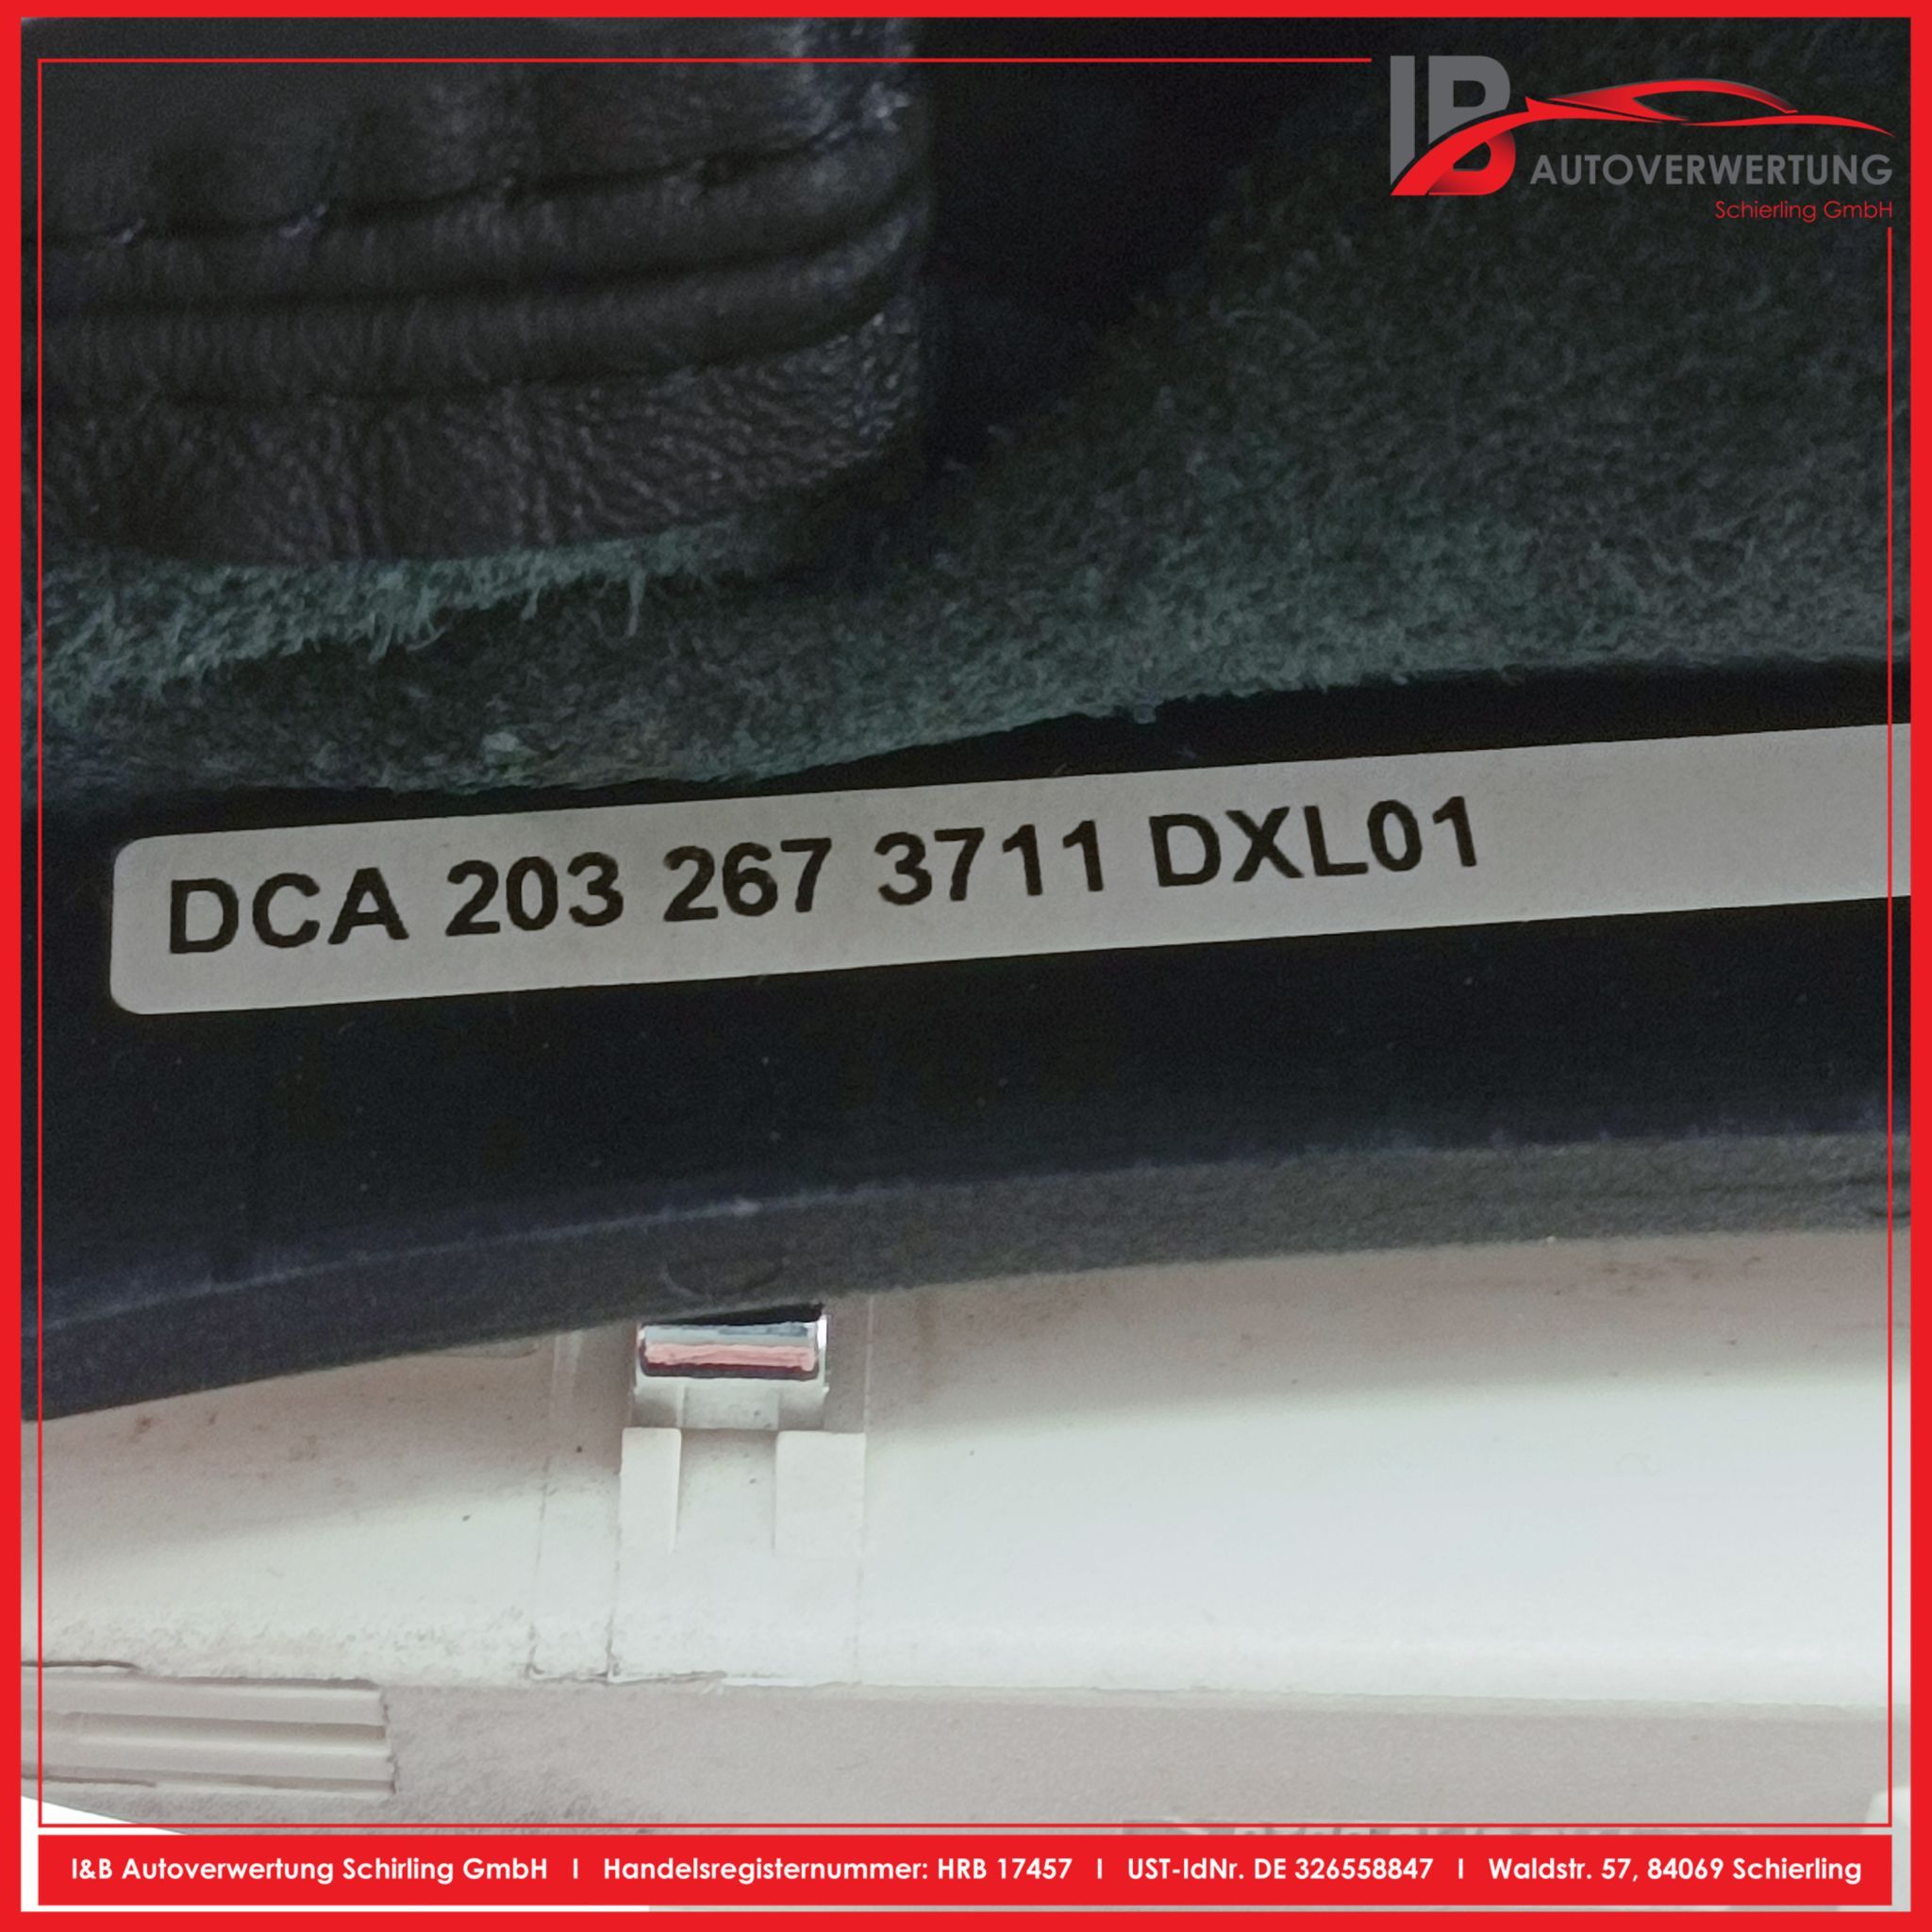 IB
AUTOVERWERTUNG
Schierling GmbH
DCA 203 267 3711 DXL01
I&B Autoverwertung Schirling GmbH I Handelsregisternummer: HRB 17457 I UST-IdNr. DE 326558847 I Waldstr. 57, 84069 Schierling